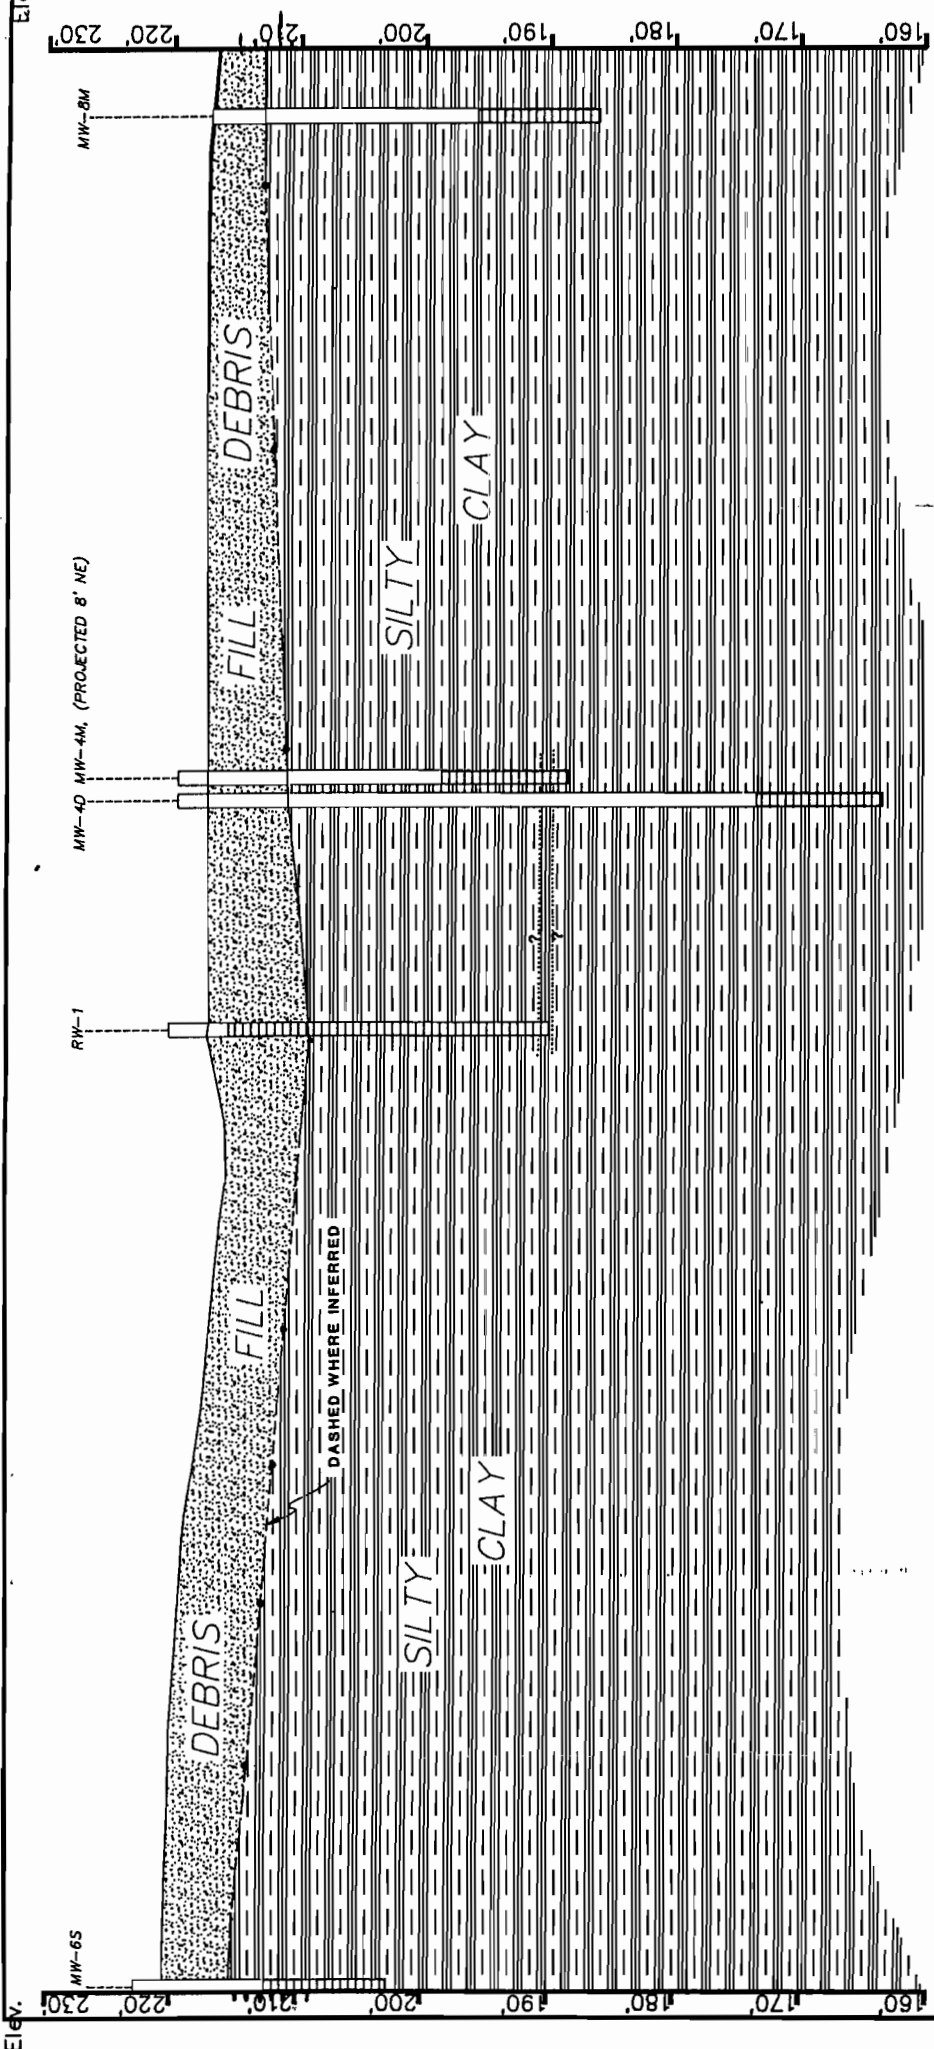 Elev.
Elev.
MW-6S
RW-1
MW-4D
MW-4M, (PROJECTED 8' NE)
MW-8M
230'
220'
210'
200'
190'
180'
170'
160'
230'
220'
210'
200'
190'
180'
170'
160'
DEBRIS
FILL
FILL
DEBRIS
DASHED WHERE INFERRED
SILTY
CLAY
SILTY
CLAY
?
?